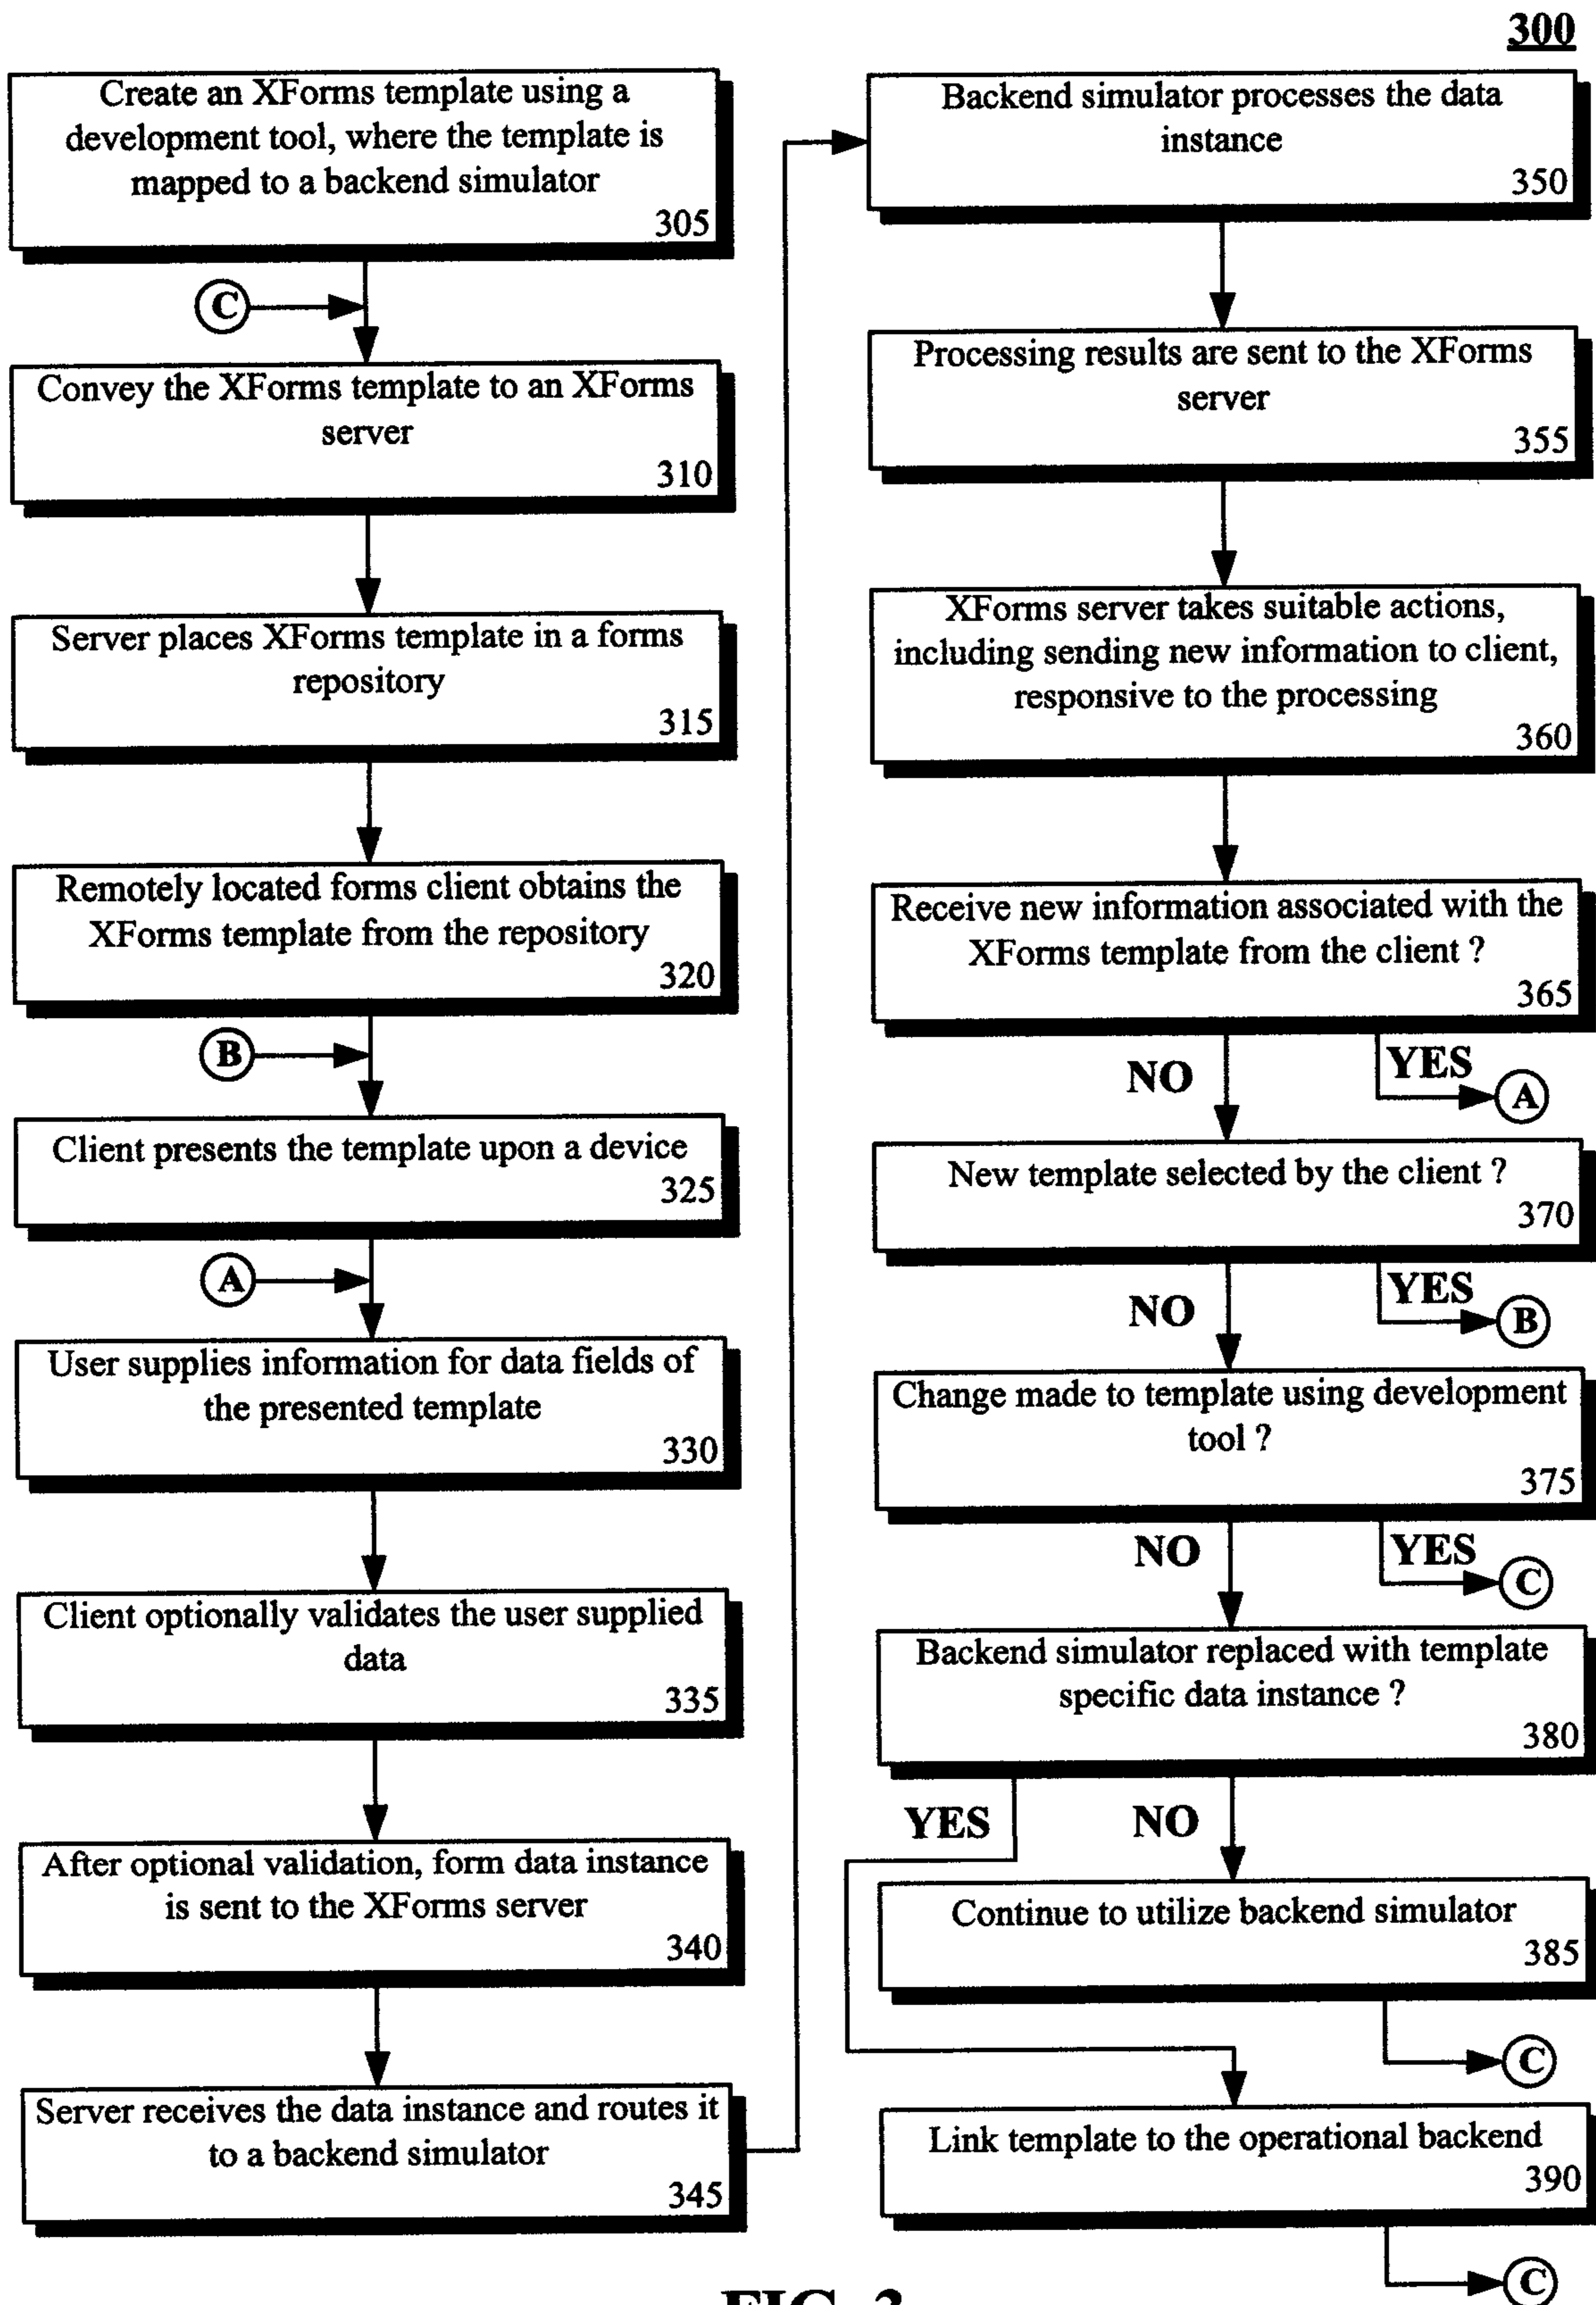 300
Create an XForms template using a
development tool, where the template is
mapped to a backend simulator
305
C
Convey the XForms template to an XForms
server
310
Server places XForms template in a forms
repository
315
Remotely located forms client obtains the
XForms template from the repository
320
B
Client presents the template upon a device
325
A
User supplies information for data fields of
the presented template
330
Client optionally validates the user supplied
data
335
After optional validation, form data instance
is sent to the XForms server
340
Server receives the data instance and routes it
to a backend simulator
345
Backend simulator processes the data
instance
350
Processing results are sent to the XForms
server
355
XForms server takes suitable actions,
including sending new information to client,
responsive to the processing
360
Receive new information associated with the
XForms template from the client ?
365
NO
YES
A
New template selected by the client ?
370
NO
YES
B
Change made to template using development
tool ?
375
NO
YES
C
Backend simulator replaced with template
specific data instance ?
380
YES
NO
Continue to utilize backend simulator
385
C
Link template to the operational backend
390
C
FIG. 3